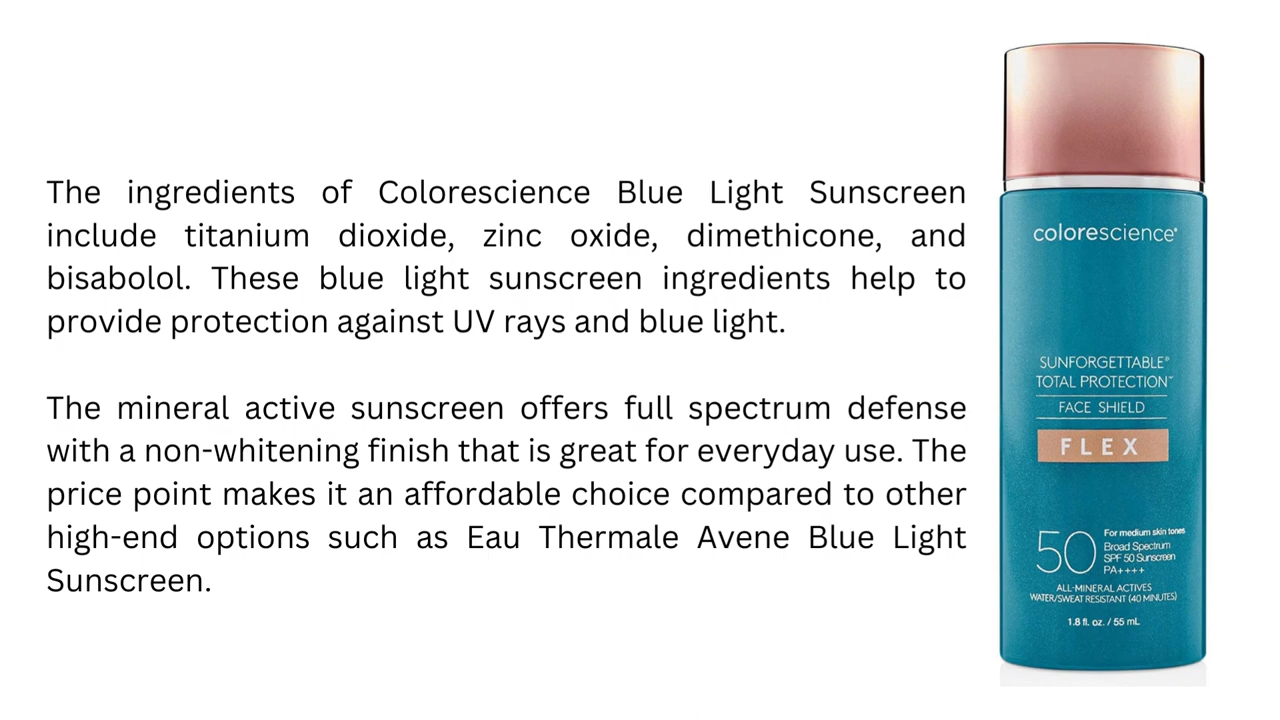 The ingredients of Colorescience Blue Light Sunscreen
include titanium dioxide, zinc oxide, dimethicone, and
bisabolol. These blue light sunscreen ingredients help to
provide protection against UV rays and blue light.
The mineral active sunscreen offers full spectrum defense
with a non-whitening finish that is great for everyday use. The
price point makes it an affordable choice compared to other
high-end options such as Eau Thermale Avene Blue Light
Sunscreen.
colorescience®
SUNFORGETTABLE®
TOTAL PROTECTION™
FACE SHIELD
FLEX
50
For medium skin tones
Broad Spectrum
SPF 50 Sunscreen
PA++++
ALL-MINERAL ACTIVES
WATER/SWEAT RESISTANT (40 MINUTES)
1.8 fl. oz. / 55 mL